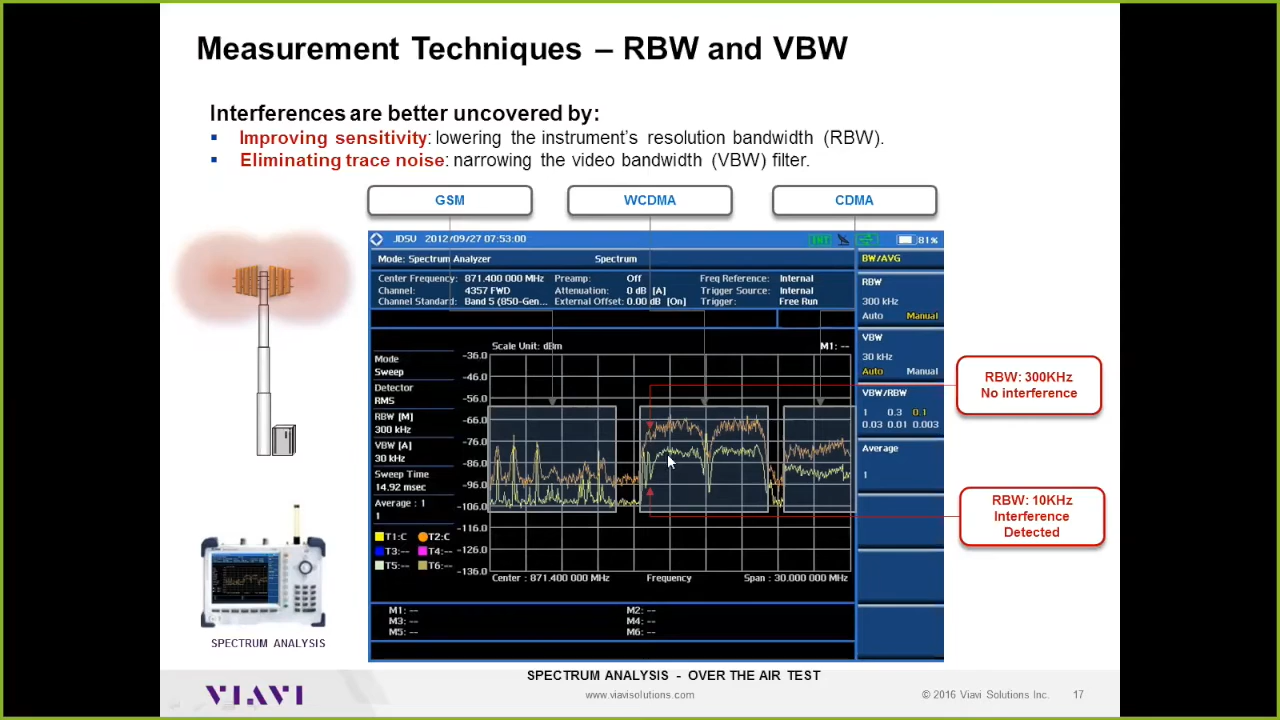 Measurement Techniques – RBW and VBW
Interferences are better uncovered by:
▪ Improving sensitivity: lowering the instrument's resolution bandwidth (RBW).
▪ Eliminating trace noise: narrowing the video bandwidth (VBW) filter.
GSM
WCDMA
CDMA
JDSU 2012/09/27 07:53:00
81%
Mode: Spectrum Analyzer
Spectrum
BW/AVG
Center Frequency: 871.400 000 MHz Preamp: Off Freq Reference: Internal
Channel: 4357 FWD Attenuation: 0 dB [A] Trigger Source: Internal
Channel Standard: Band 5 (850-Gen... External Offset: 0.00 dB [On] Trigger: Free Run
RBW
300 kHz
Auto Manual
VBW
30 kHz
Auto Manual
VBW/RBW
1 0.3 0.1
0.03 0.01 0.003
Average
1
Scale Unit: dBm
M1: --
Mode
Sweep
Detector
RMS
RBW [M]
300 kHz
VBW [A]
30 kHz
Sweep Time
14.92 msec
Average : 1
1
T1:C T2:C
T3:-- T4:--
T5:-- T6:--
-36.0
-46.0
-56.0
-66.0
-76.0
-86.0
-96.0
-106.0
-116.0
-126.0
-136.0
Center : 871.400 000 MHz Frequency Span : 30.000 000 MHz
M1: -- M2: --
M3: -- M4: --
M5: -- M6: --
RBW: 300KHz
No interference
RBW: 10KHz
Interference
Detected
SPECTRUM ANALYSIS
SPECTRUM ANALYSIS - OVER THE AIR TEST
VIAVI
www.viavisolutions.com
© 2016 Viavi Solutions Inc.
17